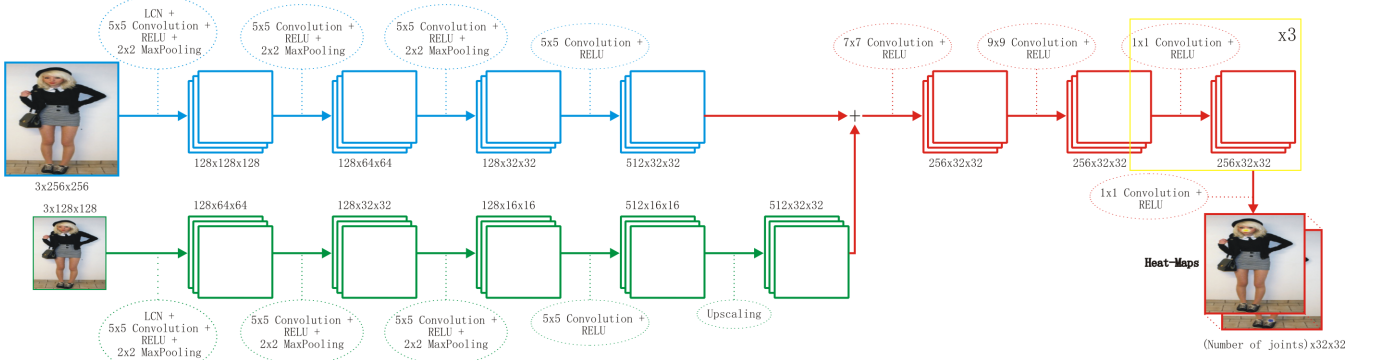 LCN +
5x5 Convolution +
RELU +
2x2 MaxPooling
5x5 Convolution +
RELU +
2x2 MaxPooling
5x5 Convolution +
RELU +
2x2 MaxPooling
5x5 Convolution +
RELU
7x7 Convolution +
RELU
9x9 Convolution +
RELU
1x1 Convolution +
RELU
x3
+
3x256x256
128x128x128
128x64x64
128x32x32
512x32x32
256x32x32
256x32x32
256x32x32
1x1 Convolution +
RELU
3x128x128
128x64x64
128x32x32
128x16x16
512x16x16
512x32x32
LCN +
5x5 Convolution +
RELU +
2x2 MaxPooling
5x5 Convolution +
RELU +
2x2 MaxPooling
5x5 Convolution +
RELU +
2x2 MaxPooling
5x5 Convolution +
RELU
Upscaling
Heat-Maps
(Number of joints)x32x32